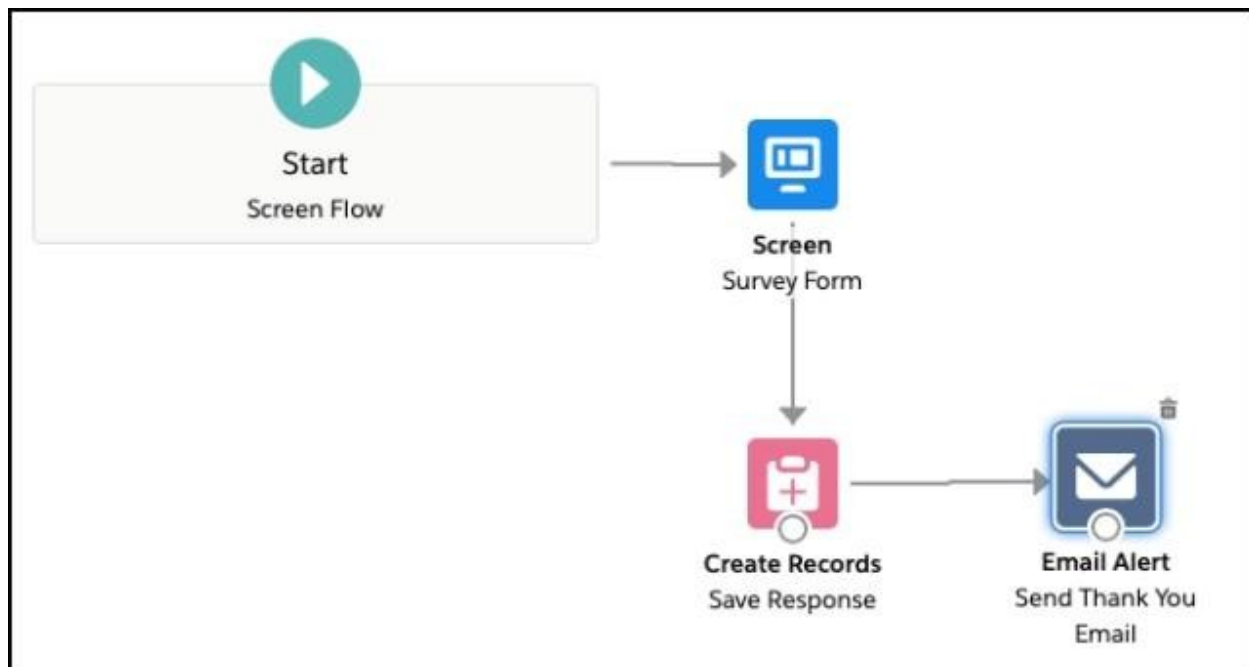 Start
Screen Flow
Screen
Survey Form
Create Records
Save Response
Email Alert
Send Thank You
Email